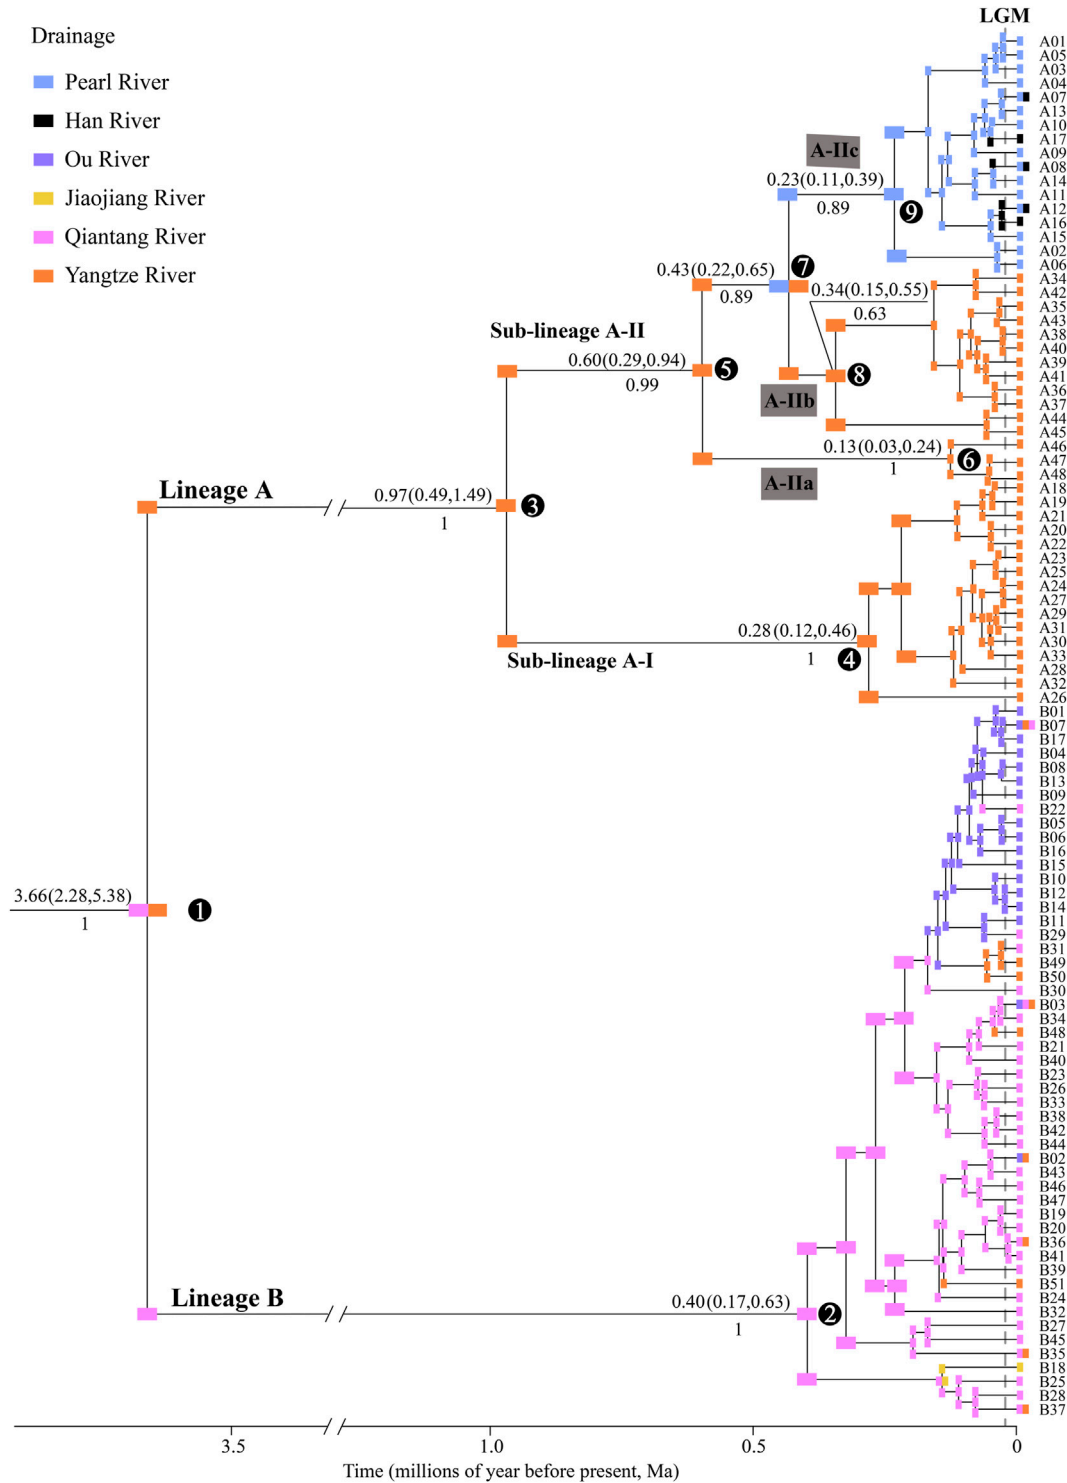 LGM
Drainage
Pearl River
Han River
Ou River
Jiaojiang River
Qiantang River
Yangtze River
A-IIc
0.23(0.11,0.39)
0.89
9
0.43(0.22,0.65)
0.89
7
0.34(0.15,0.55)
0.63
Sub-lineage A-II
0.60(0.29,0.94)
0.99
5
8
A-IIb
0.13(0.03,0.24)
1
6
A-IIa
Lineage A
0.97(0.49,1.49)
1
3
0.28(0.12,0.46)
1
4
Sub-lineage A-I
3.66(2.28,5.38)
1
1
Lineage B
0.40(0.17,0.63)
1
2
A01
A05
A03
A04
A07
A13
A10
A17
A09
A08
A14
A11
A12
A16
A15
A02
A06
A34
A42
A35
A43
A38
A40
A39
A41
A36
A37
A44
A45
A46
A47
A48
A18
A19
A21
A20
A22
A23
A25
A24
A27
A29
A31
A30
A33
A28
A32
A26
B01
B07
B17
B04
B08
B13
B09
B22
B05
B06
B16
B15
B10
B12
B14
B11
B29
B31
B49
B50
B30
B03
B34
B48
B21
B40
B23
B26
B33
B38
B42
B44
B02
B43
B46
B47
B19
B20
B36
B41
B39
B51
B24
B32
B27
B45
B35
B18
B25
B28
B37
3.5
1.0
0.5
0
Time (millions of year before present, Ma)